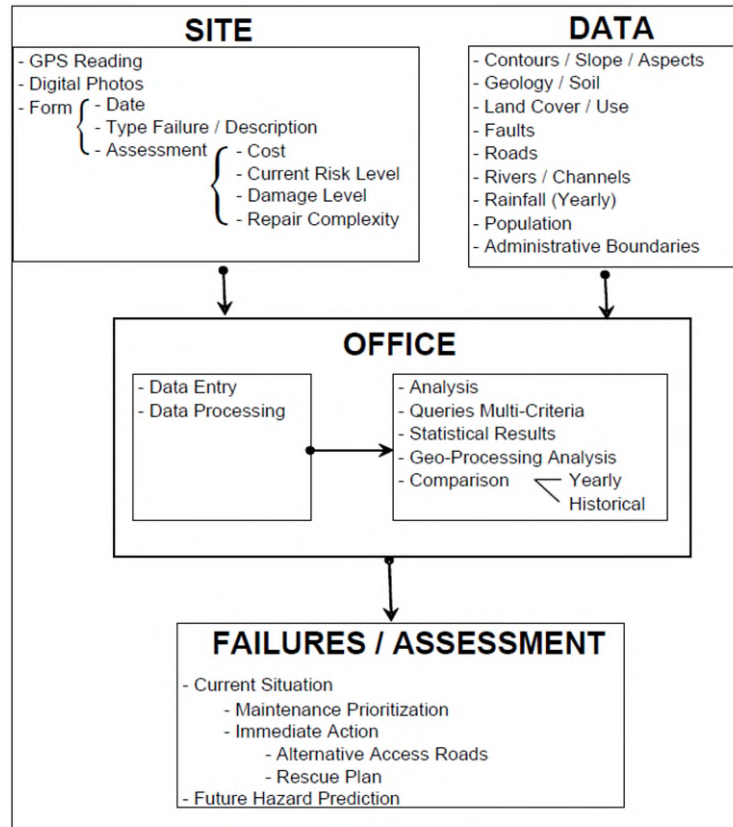 SITE
- GPS Reading
- Digital Photos
- Form
- Date
- Type Failure / Description
- Assessment
- Cost
- Current Risk Level
- Damage Level
- Repair Complexity
DATA
- Contours / Slope / Aspects
- Geology / Soil
- Land Cover / Use
- Faults
- Roads
- Rivers / Channels
- Rainfall (Yearly)
- Population
- Administrative Boundaries
OFFICE
- Data Entry
- Data Processing
- Analysis
- Queries Multi-Criteria
- Statistical Results
- Geo-Processing Analysis
- Comparison
Yearly
Historical
FAILURES / ASSESSMENT
- Current Situation
- Maintenance Prioritization
- Immediate Action
- Alternative Access Roads
- Rescue Plan
- Future Hazard Prediction